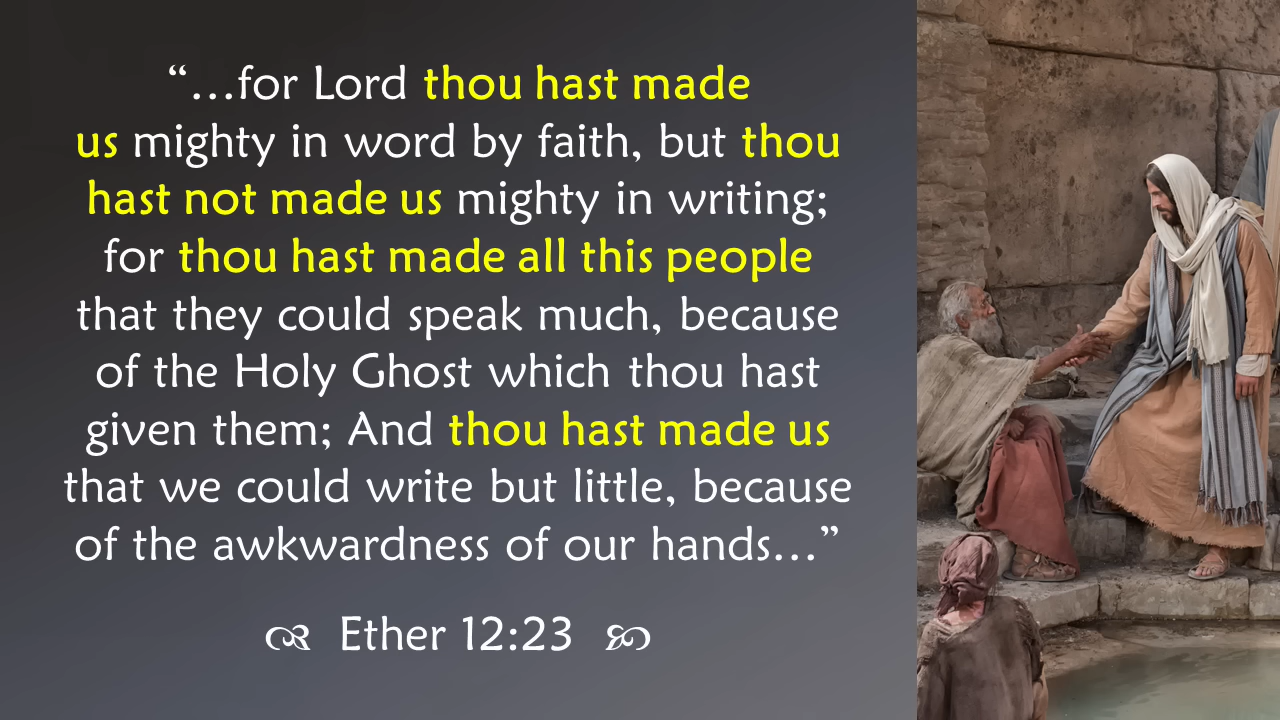 “…for Lord thou hast made
us mighty in word by faith, but thou
hast not made us mighty in writing;
for thou hast made all this people
that they could speak much, because
of the Holy Ghost which thou hast
given them; And thou hast made us
that we could write but little, because
of the awkwardness of our hands…”
Ether 12:23